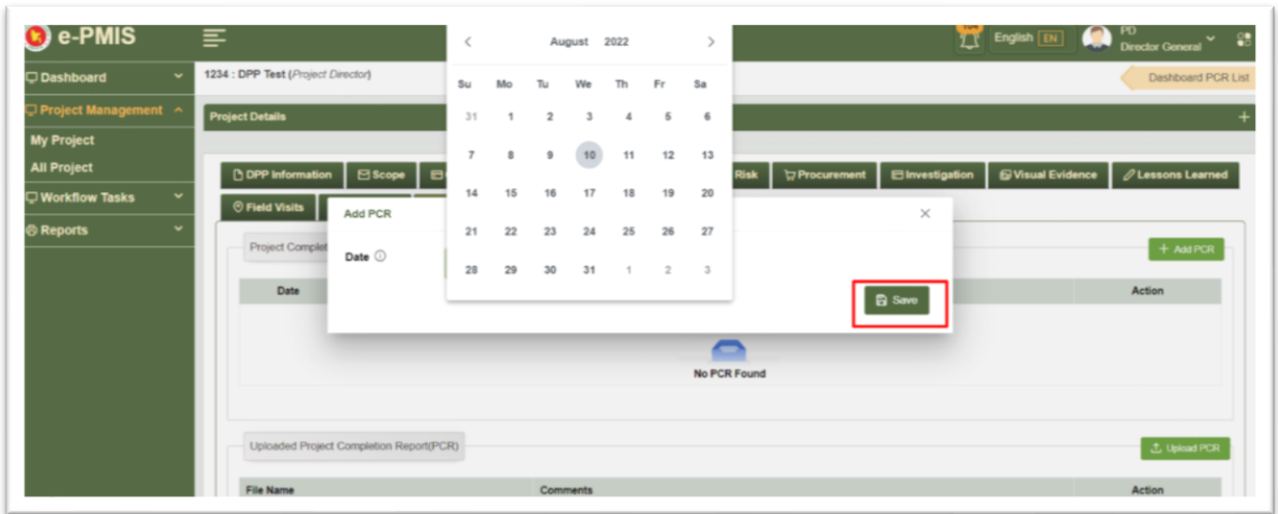 e-PMIS
August 2022
English EN
PD
Director General
Dashboard
1234 : DPP Test (Project Director)
Dashboard PCR List
Su Mo Tu We Th Fr Sa
Project Management
Project Details
31 1 2 3 4 5 6
My Project
7 8 9 10 11 12 13
All Project
DPP Information Scope Risk Procurement Investigation Visual Evidence Lessons Learned
14 15 16 17 18 19 20
Workflow Tasks
Field Visits
Add PCR
Reports
21 22 23 24 25 26 27
Project Complet
+ Add PCR
Date
28 29 30 31 1 2 3
Date Action
Save
No PCR Found
Uploaded Project Completion Report(PCR)
Upload PCR
File Name Comments Action